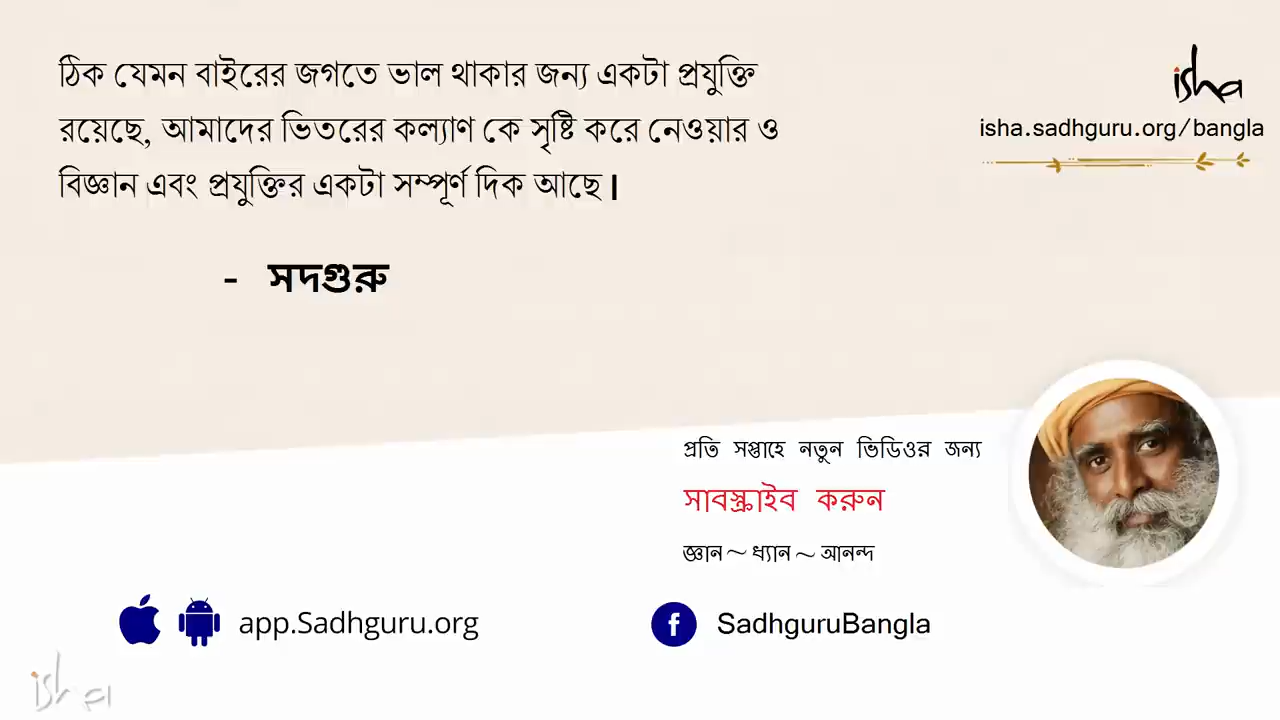 ঠিক যেমন বাইরের জগতে ভাল থাকার জন্য একটা প্রযুক্তি
রয়েছে, আমাদের ভিতরের কল্যাণ কে সৃষ্টি করে নেওয়ার ও
বিজ্ঞান এবং প্রযুক্তির একটা সম্পূর্ণ দিক আছে।
- সদগুরু
isha
isha.sadhguru.org/bangla
প্রতি সপ্তাহে নতুন ভিডিওর জন্য
সাবস্ক্রাইব করুন
জ্ঞান ~ ধ্যান ~ আনন্দ
app.Sadhguru.org
f SadhguruBangla
isha